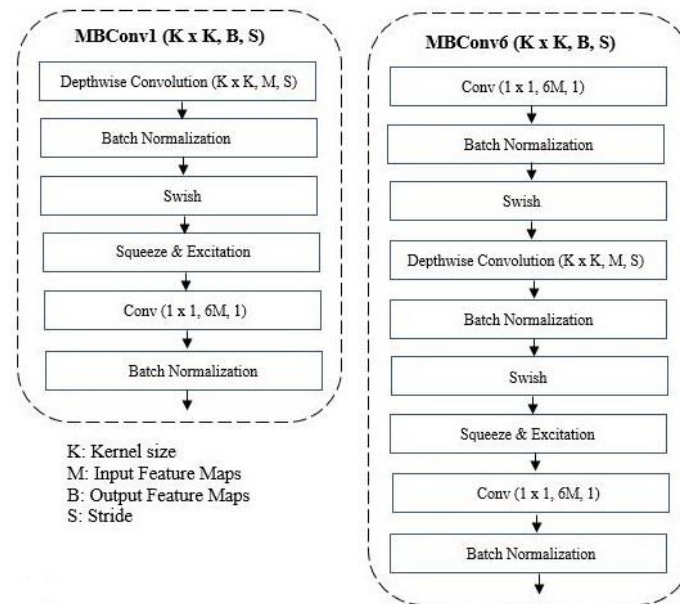 MBConv1 (K x K, B, S)
Depthwise Convolution (K x K, M, S)
Batch Normalization
Swish
Squeeze & Excitation
Conv (1 x 1, 6M, 1)
Batch Normalization
K: Kernel size
M: Input Feature Maps
B: Output Feature Maps
S: Stride
MBConv6 (K x K, B, S)
Conv (1 x 1, 6M, 1)
Batch Normalization
Swish
Depthwise Convolution (K x K, M, S)
Batch Normalization
Swish
Squeeze & Excitation
Conv (1 x 1, 6M, 1)
Batch Normalization